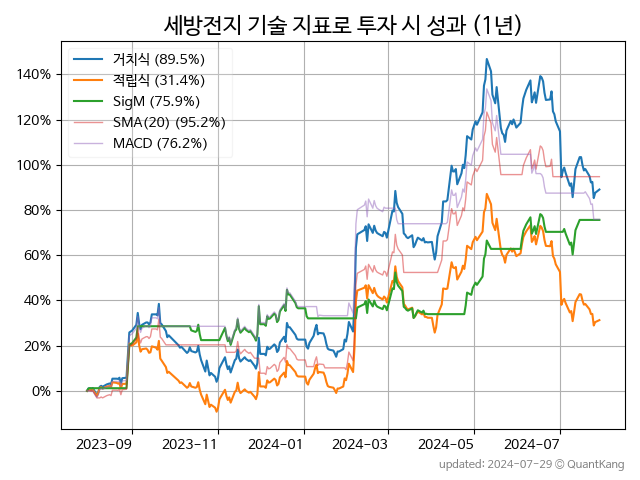 세방전지 기술 지표로 투자 시 성과 (1년)
거치식 (89.5%)
적립식 (31.4%)
SigM (75.9%)
SMA(20) (95.2%)
MACD (76.2%)
140%
120%
100%
80%
60%
40%
20%
0%
2023-09 2023-11 2024-01 2024-03 2024-05 2024-07
updated: 2024-07-29 ⓒ QuantKang